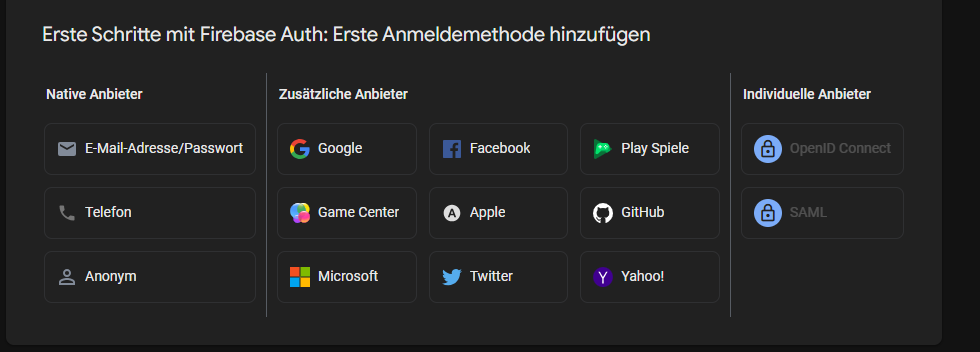 Erste Schritte mit Firebase Auth: Erste Anmeldemethode hinzufügen
Native Anbieter
E-Mail-Adresse/Passwort
Telefon
Anonym
Zusätzliche Anbieter
Google
Facebook
Play Spiele
Game Center
Apple
GitHub
Microsoft
Twitter
Yahoo!
Individuelle Anbieter
OpenID Connect
SAML